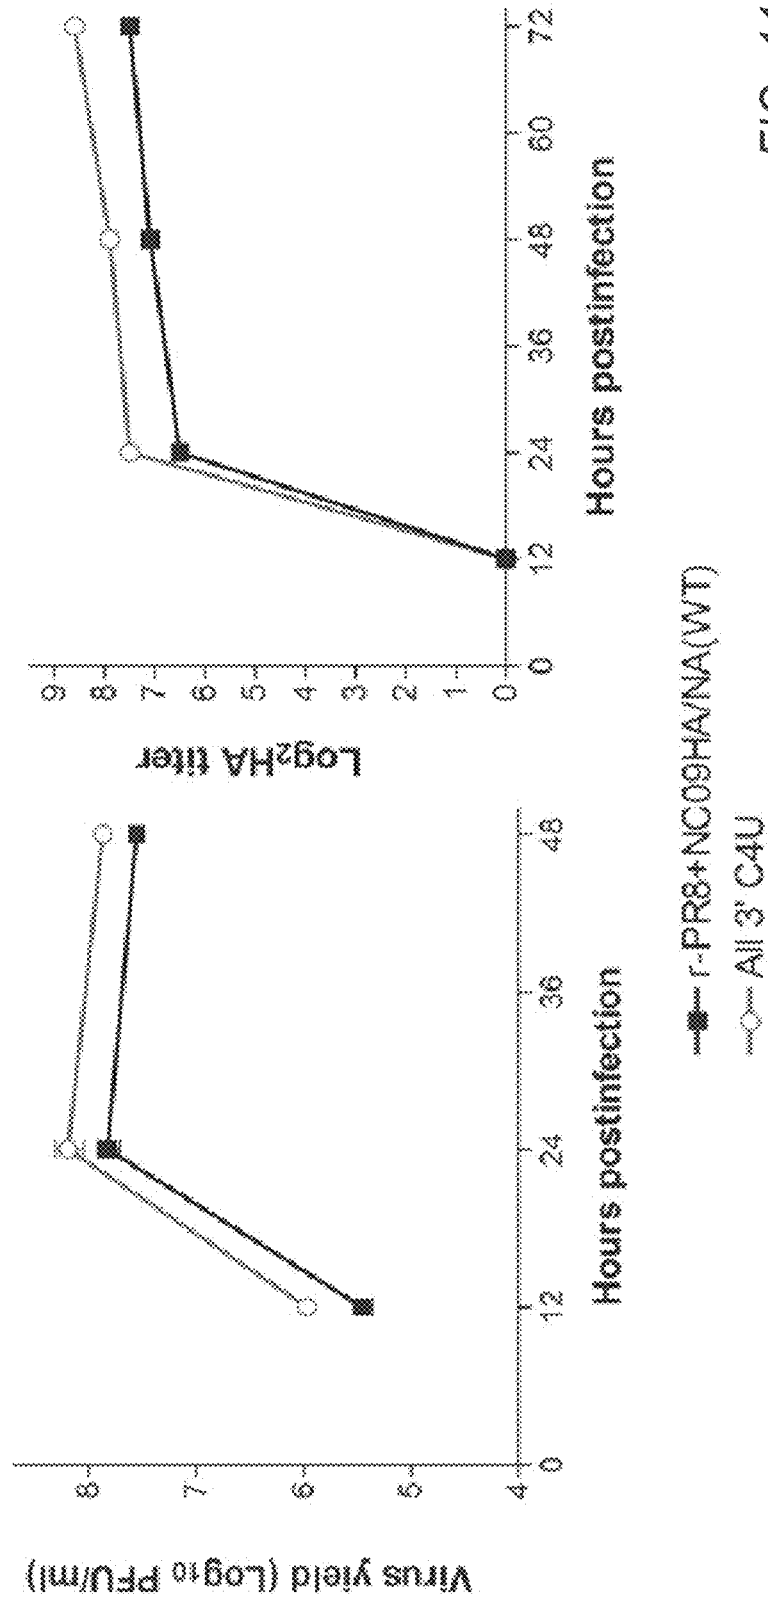 Virus yield (Log10 PFU/ml)
8
7
6
5
4
0 12 24 36 48
Hours postinfection
Log2HA titer
9
8
7
6
5
4
3
2
1
0
0 12 24 36 48 60 72
Hours postinfection
r-PR8+NC09HA/NA(WT)
All 3' C4U